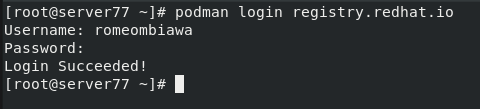 [root@server77 ~]# podman login registry.redhat.io
Username: romeombiawa
Password:
Login Succeeded!
[root@server77 ~]#